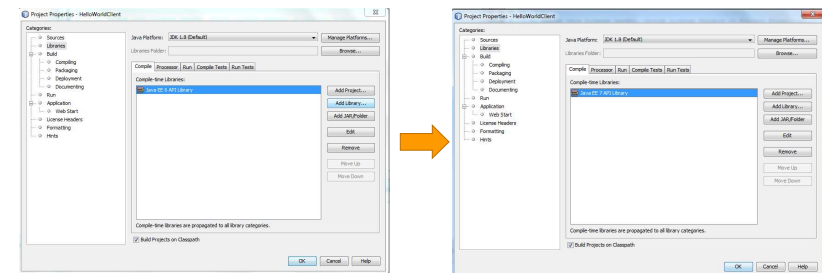 Project Properties - HelloWorldClient
Categories:
Sources
Libraries
Build
Compiling
Packaging
Deployment
Documenting
Run
Application
Web Start
License Headers
Formatting
Hints
Java Platform: JDK 1.8 (Default) Manage Platforms...
Libraries Folder: Browse...
Compile Processor Run Compile Tests Run Tests
Compile-time Libraries:
Java EE 6 API Library
Add Project...
Add Library...
Add JAR/Folder
Edit
Remove
Move Up
Move Down
Compile-time libraries are propagated to all library categories.
Build Projects on Classpath
OK Cancel Help
Project Properties - HelloWorldClient
Categories:
Sources
Libraries
Build
Compiling
Packaging
Deployment
Documenting
Run
Application
Web Start
License Headers
Formatting
Hints
Java Platform: JDK 1.8 (Default) Manage Platforms...
Libraries Folder: Browse...
Compile Processor Run Compile Tests Run Tests
Compile-time Libraries:
Java EE 7 API Library
Add Project...
Add Library...
Add JAR/Folder
Edit
Remove
Move Up
Move Down
Compile-time libraries are propagated to all library categories.
Build Projects on Classpath
OK Cancel Help